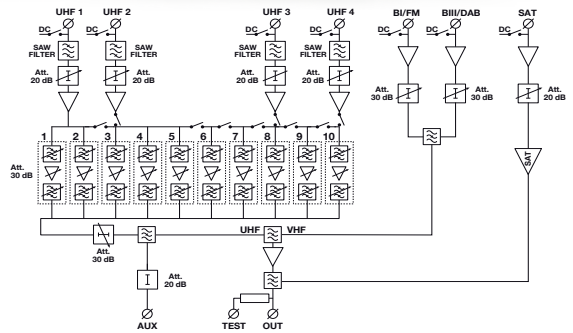 UHF 1 UHF 2 UHF 3 UHF 4 BI/FM BIII/DAB SAT
DC DC DC DC DC DC DC
SAW FILTER
SAW FILTER
SAW FILTER
SAW FILTER
Att. 20 dB
Att. 20 dB
Att. 20 dB
Att. 20 dB
Att. 30 dB
Att. 30 dB
Att. 20 dB
1 2 3 4 5 6 7 8 9 10
Att. 30 dB
SAT
UHF VHF
Att. 30 dB
Att. 20 dB
AUX TEST OUT